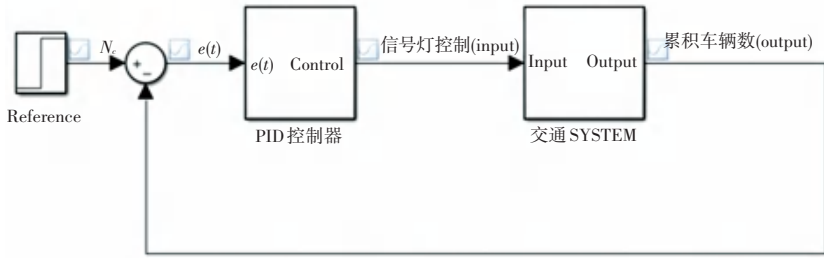 N_c
e(t)
信号灯控制(input)
累积车辆数(output)
+
−
e(t) Control
Input Output
Reference
PID控制器
交通SYSTEM